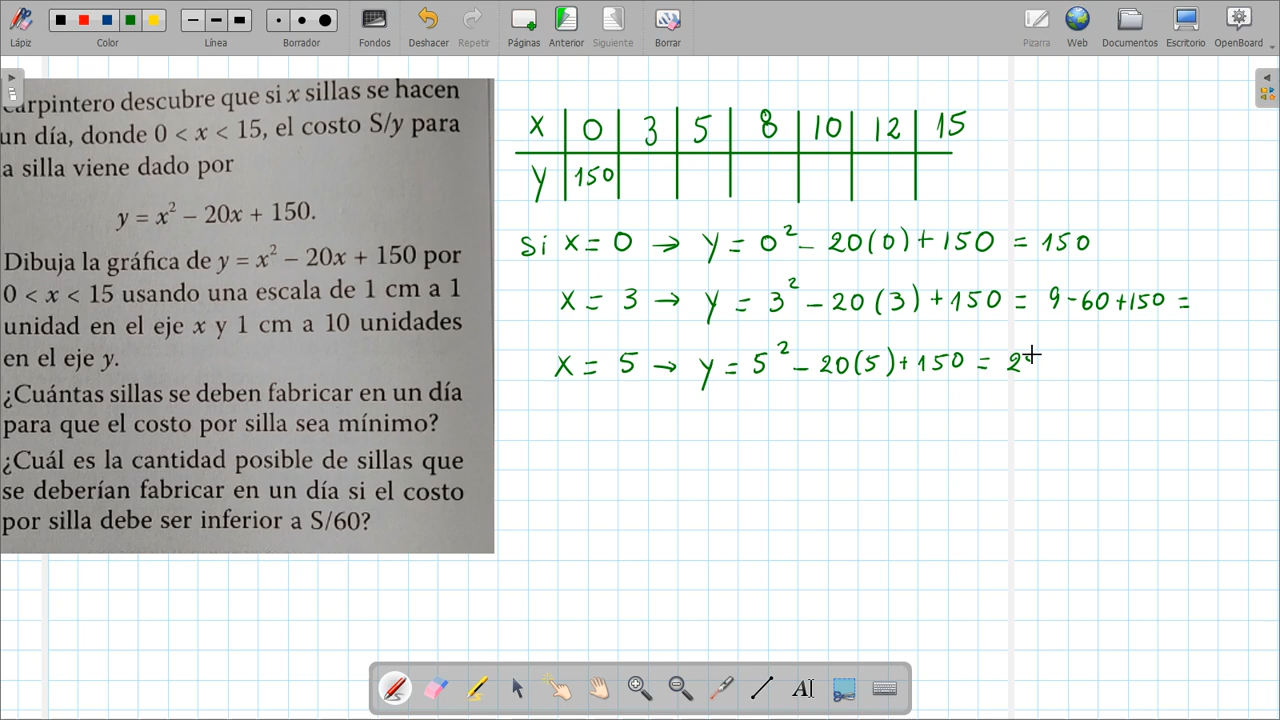 Lápiz
Color
Línea
Borrador
Fondos
Deshacer
Repetir
Páginas
Anterior
Siguiente
Borrar
Pizarra
Web
Documentos
Escritorio
OpenBoard
carpintero descubre que si x sillas se hacen
un día, donde 0 < x < 15, el costo S/y para
a silla viene dado por
y = x² − 20x + 150.
Dibuja la gráfica de y = x² − 20x + 150 por
0 < x < 15 usando una escala de 1 cm a 1
unidad en el eje x y 1 cm a 10 unidades
en el eje y.
¿Cuántas sillas se deben fabricar en un día
para que el costo por silla sea mínimo?
¿Cuál es la cantidad posible de sillas que
se deberían fabricar en un día si el costo
por silla debe ser inferior a S/60?
x 0 3 5 8 10 12 15
y 150
Si x = 0 → y = 0² − 20(0) + 150 = 150
x = 3 → y = 3² − 20(3) + 150 = 9 − 60 + 150 =
x = 5 → y = 5² − 20(5) + 150 = 2
AI